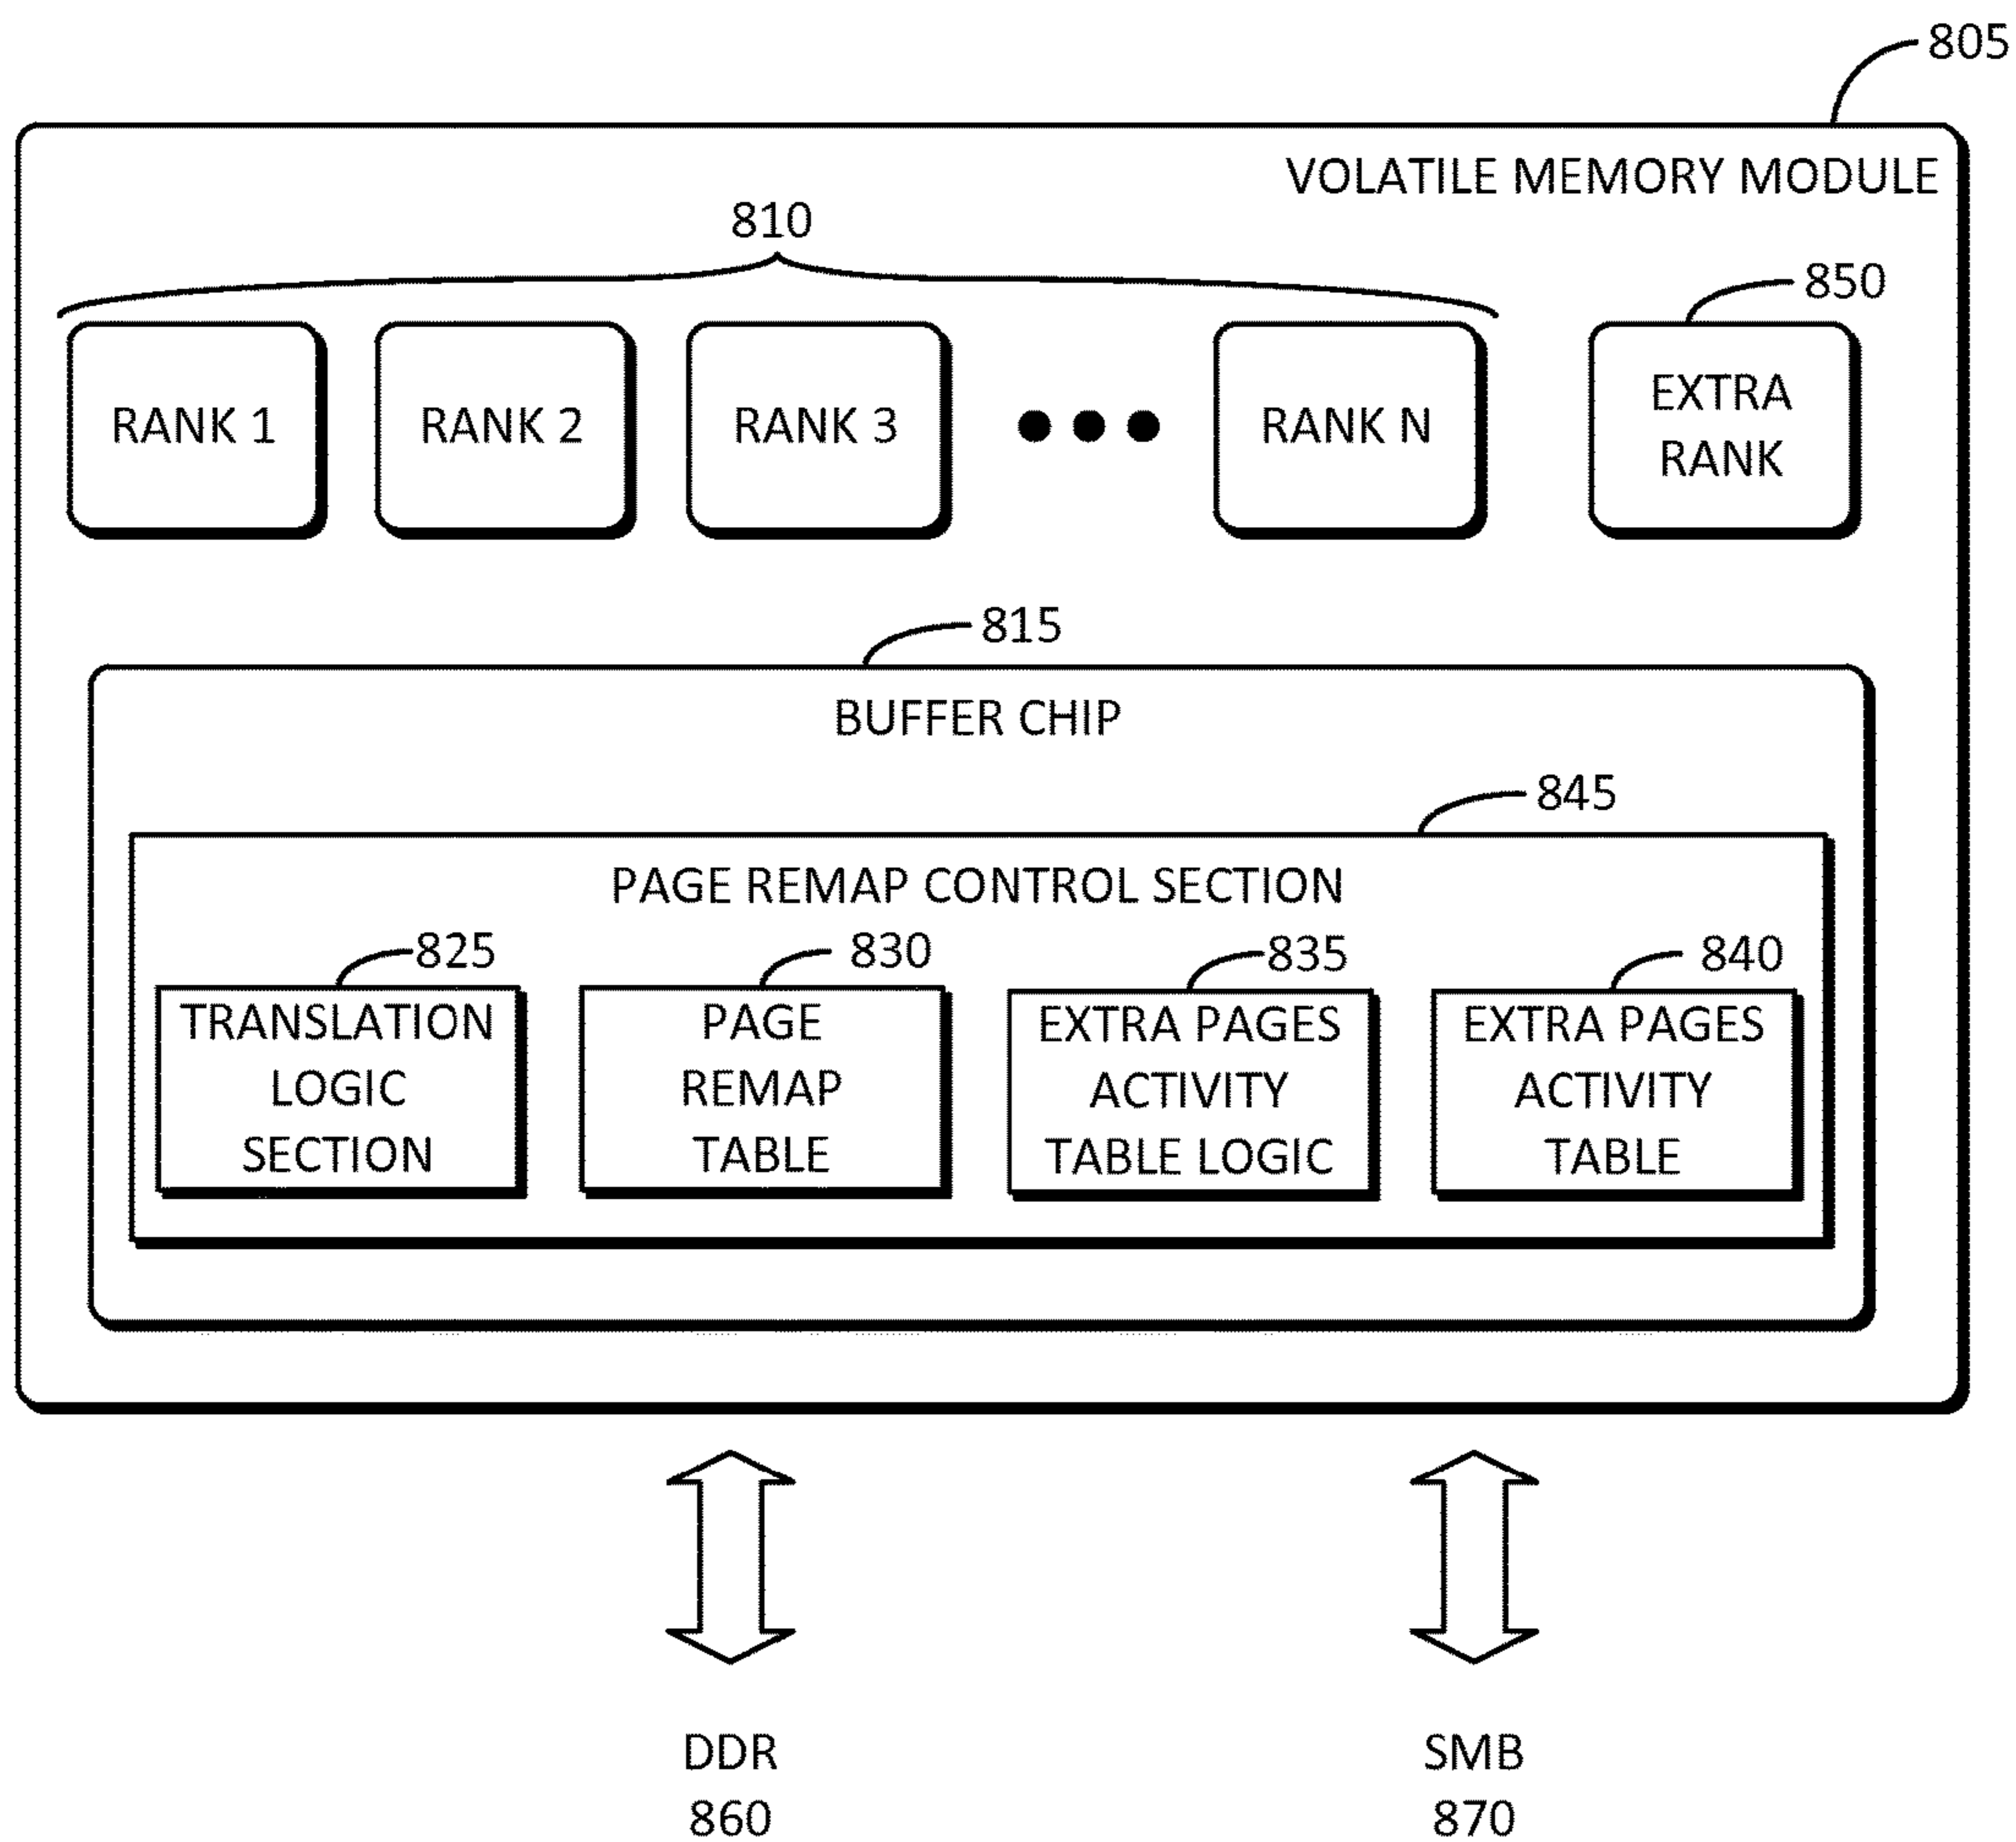 805
VOLATILE MEMORY MODULE
810
850
RANK 1
RANK 2
RANK 3
RANK N
EXTRA
RANK
815
BUFFER CHIP
845
PAGE REMAP CONTROL SECTION
825
830
835
840
TRANSLATION
LOGIC
SECTION
PAGE
REMAP
TABLE
EXTRA PAGES
ACTIVITY
TABLE LOGIC
EXTRA PAGES
ACTIVITY
TABLE
DDR
860
SMB
870